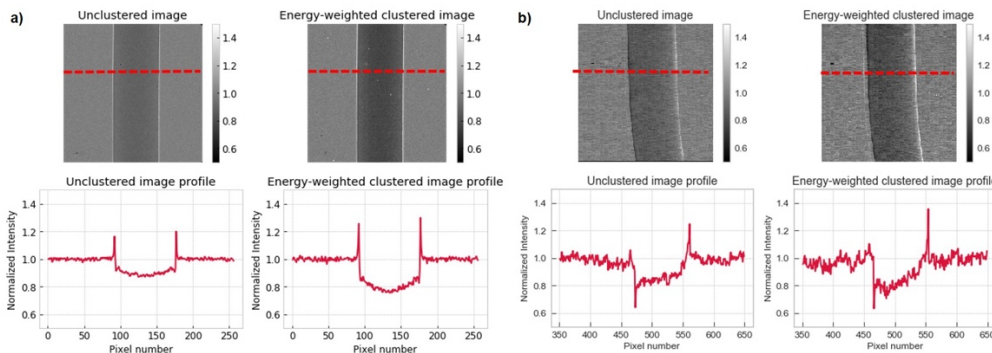 a)
Unclustered image
1.4
1.2
1.0
0.8
0.6
Energy-weighted clustered image
1.4
1.2
1.0
0.8
0.6
Unclustered image profile
Normalized Intensity
1.4
1.2
1.0
0.8
0.6
0 50 100 150 200 250
Pixel number
Energy-weighted clustered image profile
Normalized Intensity
1.4
1.2
1.0
0.8
0.6
0 50 100 150 200 250
Pixel number
b)
Unclustered image
1.4
1.2
1.0
0.8
0.6
Energy-weighted clustered image
1.4
1.2
1.0
0.8
0.6
Unclustered image profile
Normalized Intensity
1.4
1.2
1.0
0.8
0.6
350 400 450 500 550 600 650
Pixel number
Energy-weighted clustered image profile
Normalized Intensity
1.4
1.2
1.0
0.8
0.6
350 400 450 500 550 600 650
Pixel number